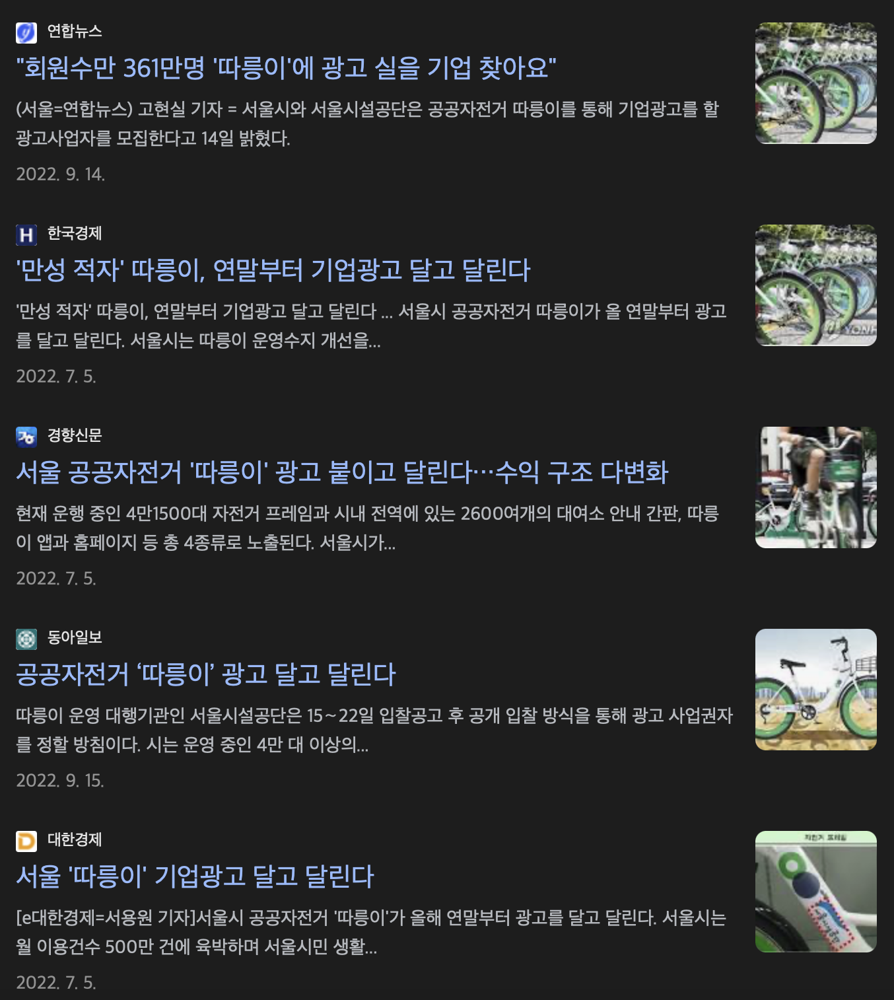 연합뉴스
"회원수만 361만명 '따릉이'에 광고 실을 기업 찾아요"
(서울=연합뉴스) 고현실 기자 = 서울시와 서울시설공단은 공공자전거 따릉이를 통해 기업광고를 할
광고사업자를 모집한다고 14일 밝혔다.
2022. 9. 14.
한국경제
'만성 적자' 따릉이, 연말부터 기업광고 달고 달린다
'만성 적자' 따릉이, 연말부터 기업광고 달고 달린다 ... 서울시 공공자전거 따릉이가 올 연말부터 광고
를 달고 달린다. 서울시는 따릉이 운영수지 개선을...
2022. 7. 5.
경향신문
서울 공공자전거 '따릉이' 광고 붙이고 달린다…수익 구조 다변화
현재 운행 중인 4만1500대 자전거 프레임과 시내 전역에 있는 2600여개의 대여소 안내 간판, 따릉
이 앱과 홈페이지 등 총 4종류로 노출된다. 서울시가...
2022. 7. 5.
동아일보
공공자전거 ‘따릉이’ 광고 달고 달린다
따릉이 운영 대행기관인 서울시설공단은 15∼22일 입찰공고 후 공개 입찰 방식을 통해 광고 사업권자
를 정할 방침이다. 시는 운영 중인 4만 대 이상의...
2022. 9. 15.
대한경제
자전거 프레임
서울 '따릉이' 기업광고 달고 달린다
[e대한경제=서용원 기자]서울시 공공자전거 '따릉이'가 올해 연말부터 광고를 달고 달린다. 서울시는
월 이용건수 500만 건에 육박하며 서울시민 생활...
2022. 7. 5.